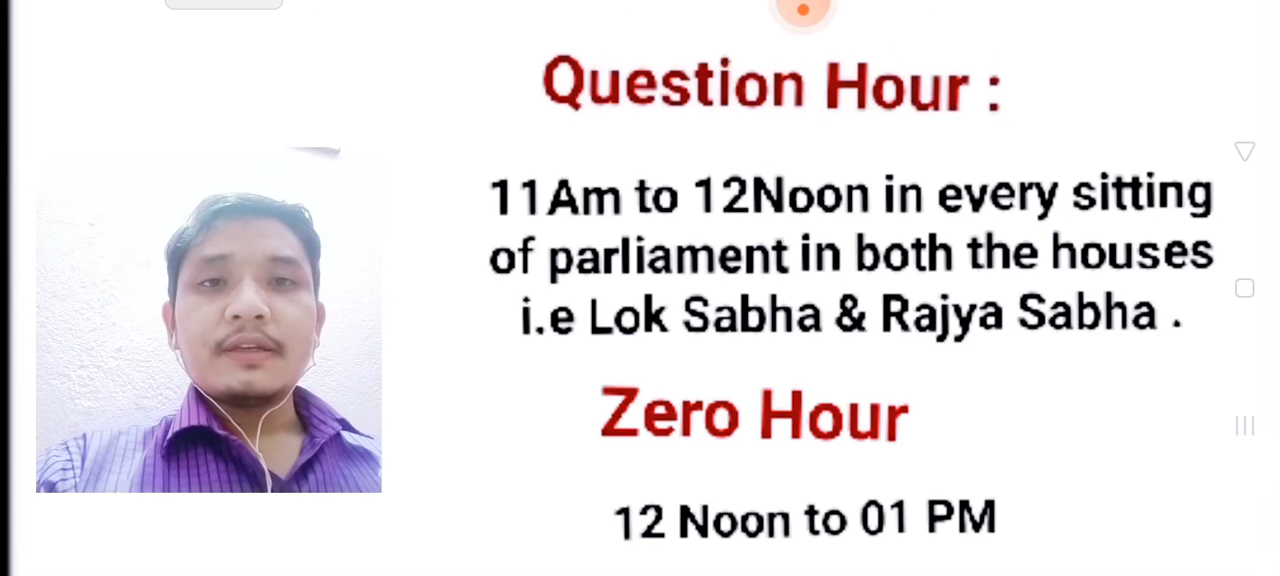 Question Hour :
11Am to 12Noon in every sitting
of parliament in both the houses
i.e Lok Sabha & Rajya Sabha .
Zero Hour
12 Noon to 01 PM